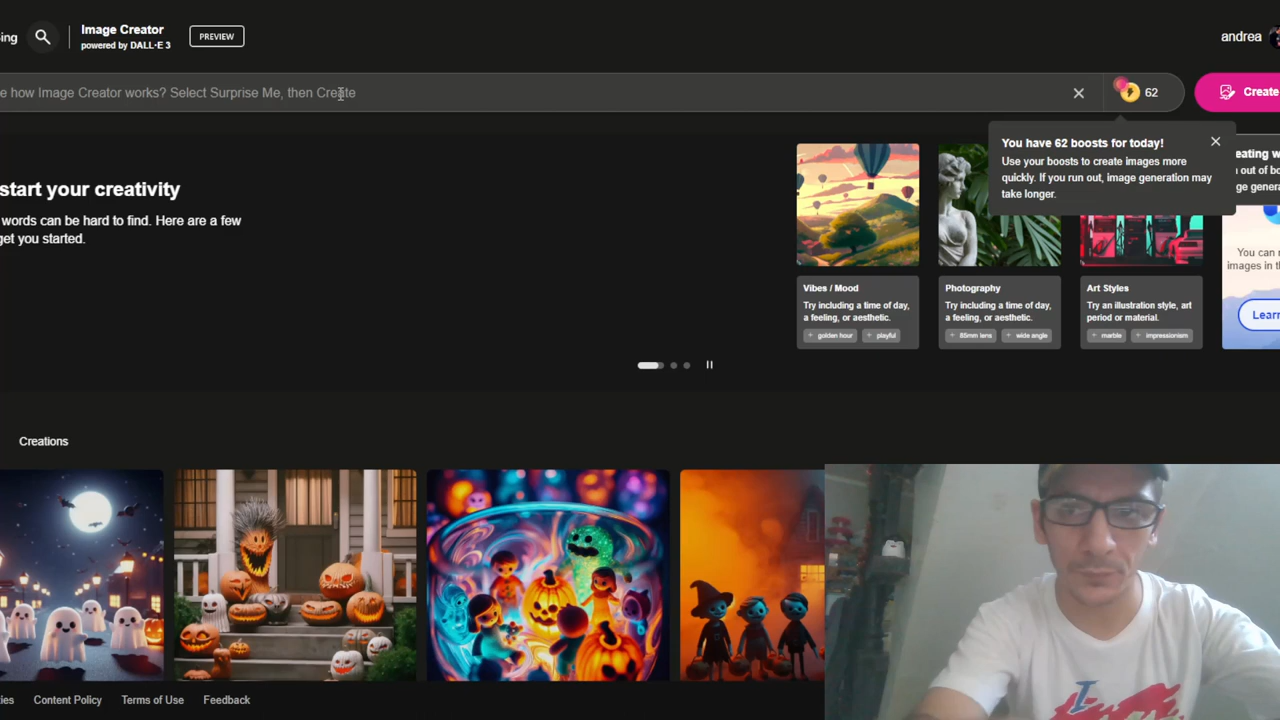 ing
Image Creator
powered by DALL·E 3
PREVIEW
andrea
e how Image Creator works? Select Surprise Me, then Create
62
Create
You have 62 boosts for today!
Use your boosts to create images more
quickly. If you run out, image generation may
take longer.
eating w
out of bo
ge genera
start your creativity
words can be hard to find. Here are a few
get you started.
Vibes / Mood
Try including a time of day,
a feeling, or aesthetic.
+ golden hour
+ playful
Photography
Try including a time of day,
a feeling, or aesthetic.
+ 85mm lens
+ wide angle
Art Styles
Try an illustration style, art
period or material.
+ marble
+ impressionism
You can n
images in th
Learn
Creations
ies
Content Policy
Terms of Use
Feedback